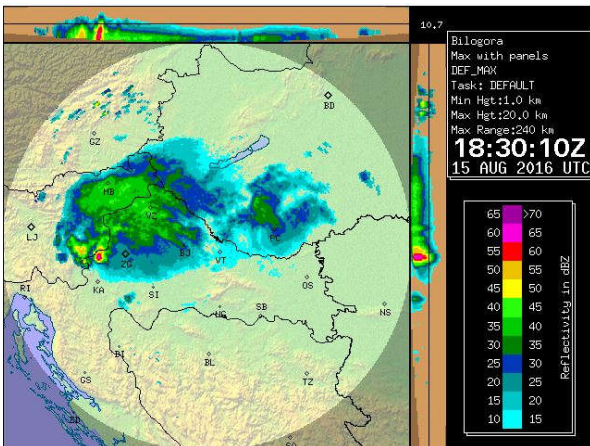 10.7
Bilogora
Max with panels
DEF_MAX
Task: DEFAULT
Min Hgt:1.0 km
Max Hgt:20.0 km
Max Range:240 km
18:30:10Z
15 AUG 2016 UTC
BD
GZ
MB
VZ
LJ
ZG
BJ
VT
PC
RI
KA
SI
OS
NG
SB
NS
BI
BL
GS
TZ
ZD
65 >70
60 65
55 60
50 55
45 50
40 45
35 40
30 35
25 30
20 25
15 20
10 15
Reflectivity in dBZ